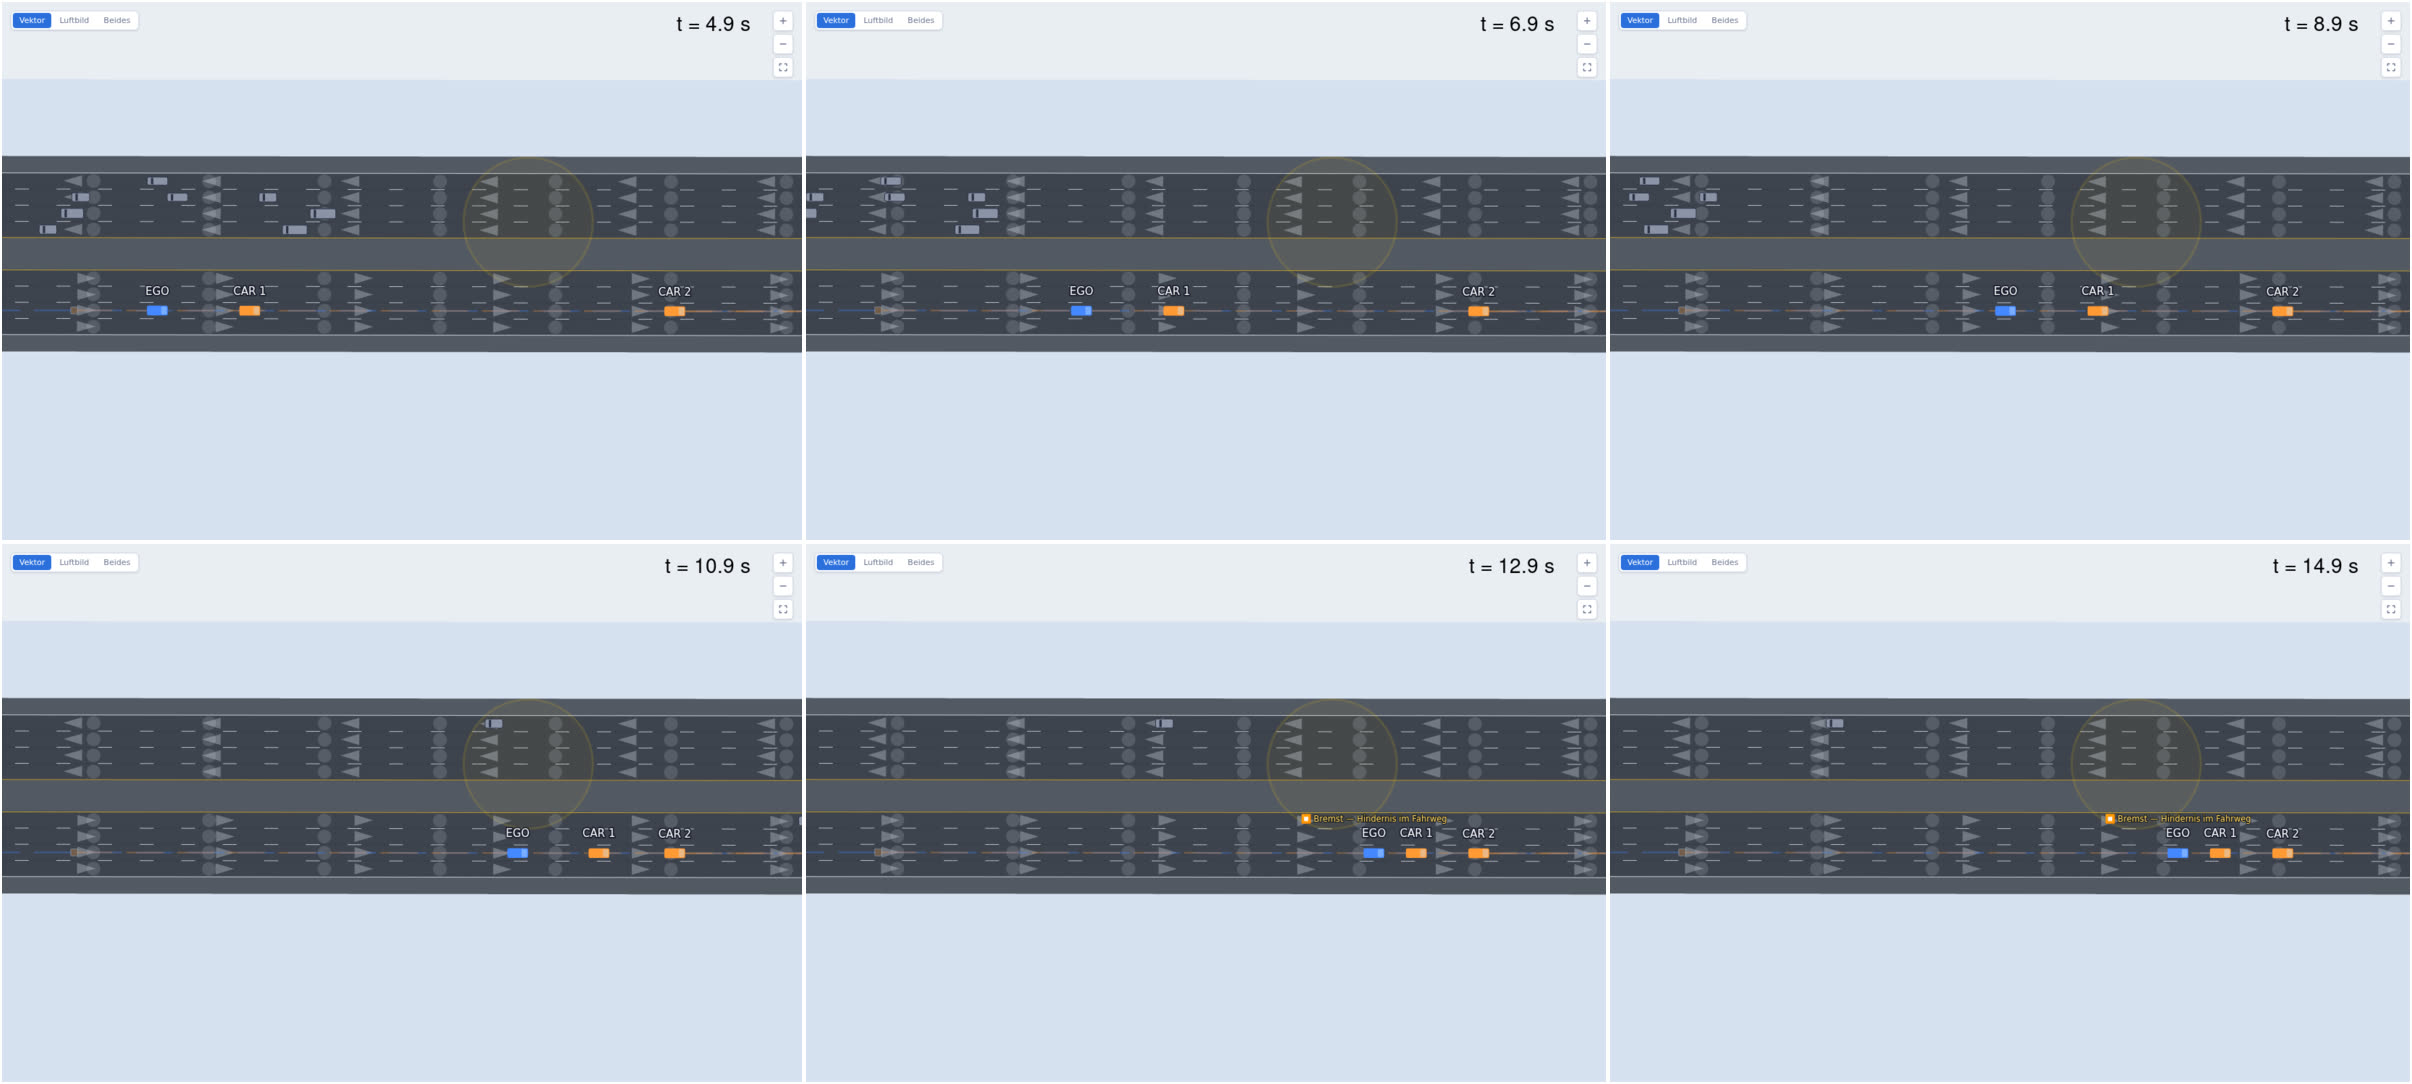 Vektor Luftbild Beides t = 4.9 s +
−
EGO CAR 1 CAR 2
Vektor Luftbild Beides t = 6.9 s +
−
EGO CAR 1 CAR 2
Vektor Luftbild Beides t = 8.9 s +
−
EGO CAR 1 CAR 2
Vektor Luftbild Beides t = 10.9 s +
−
EGO CAR 1 CAR 2
Vektor Luftbild Beides t = 12.9 s +
−
Bremst — Hindernis im Fahrweg
EGO CAR 1 CAR 2
Vektor Luftbild Beides t = 14.9 s +
−
Bremst — Hindernis im Fahrweg
EGO CAR 1 CAR 2